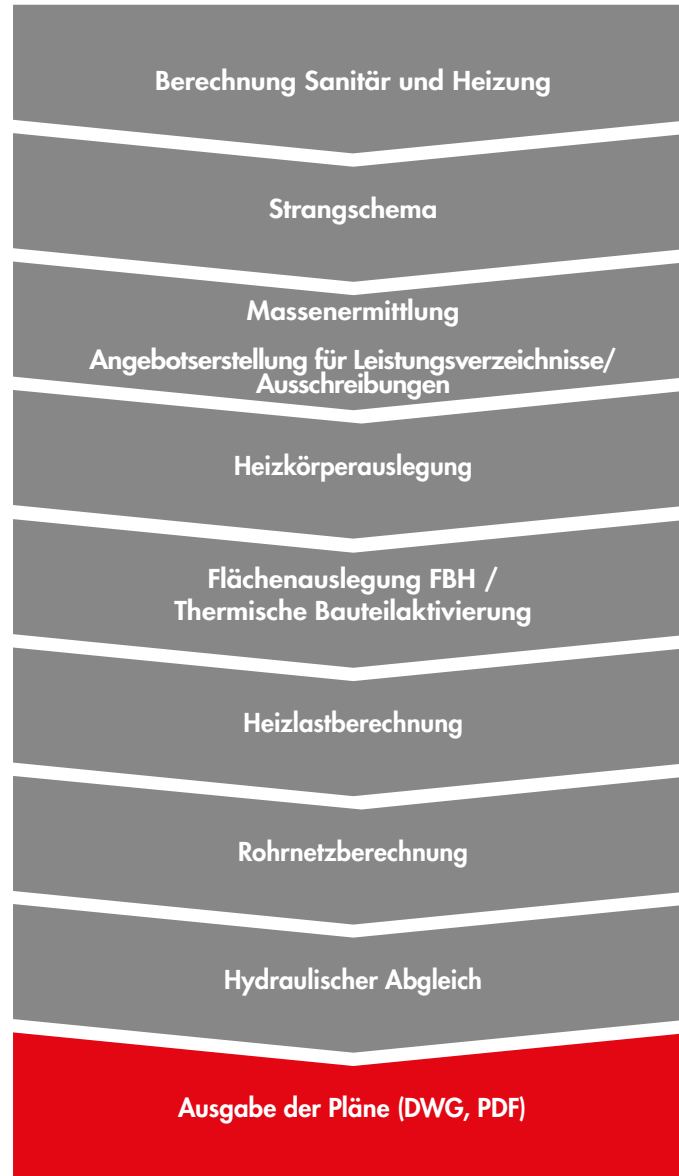 Berechnung Sanitär und Heizung
Strangschema
Massenermittlung
Angebotserstellung für Leistungsverzeichnisse/
Ausschreibungen
Heizkörperauslegung
Flächenauslegung FBH /
Thermische Bauteilaktivierung
Heizlastberechnung
Rohrnetzberechnung
Hydraulischer Abgleich
Ausgabe der Pläne (DWG, PDF)